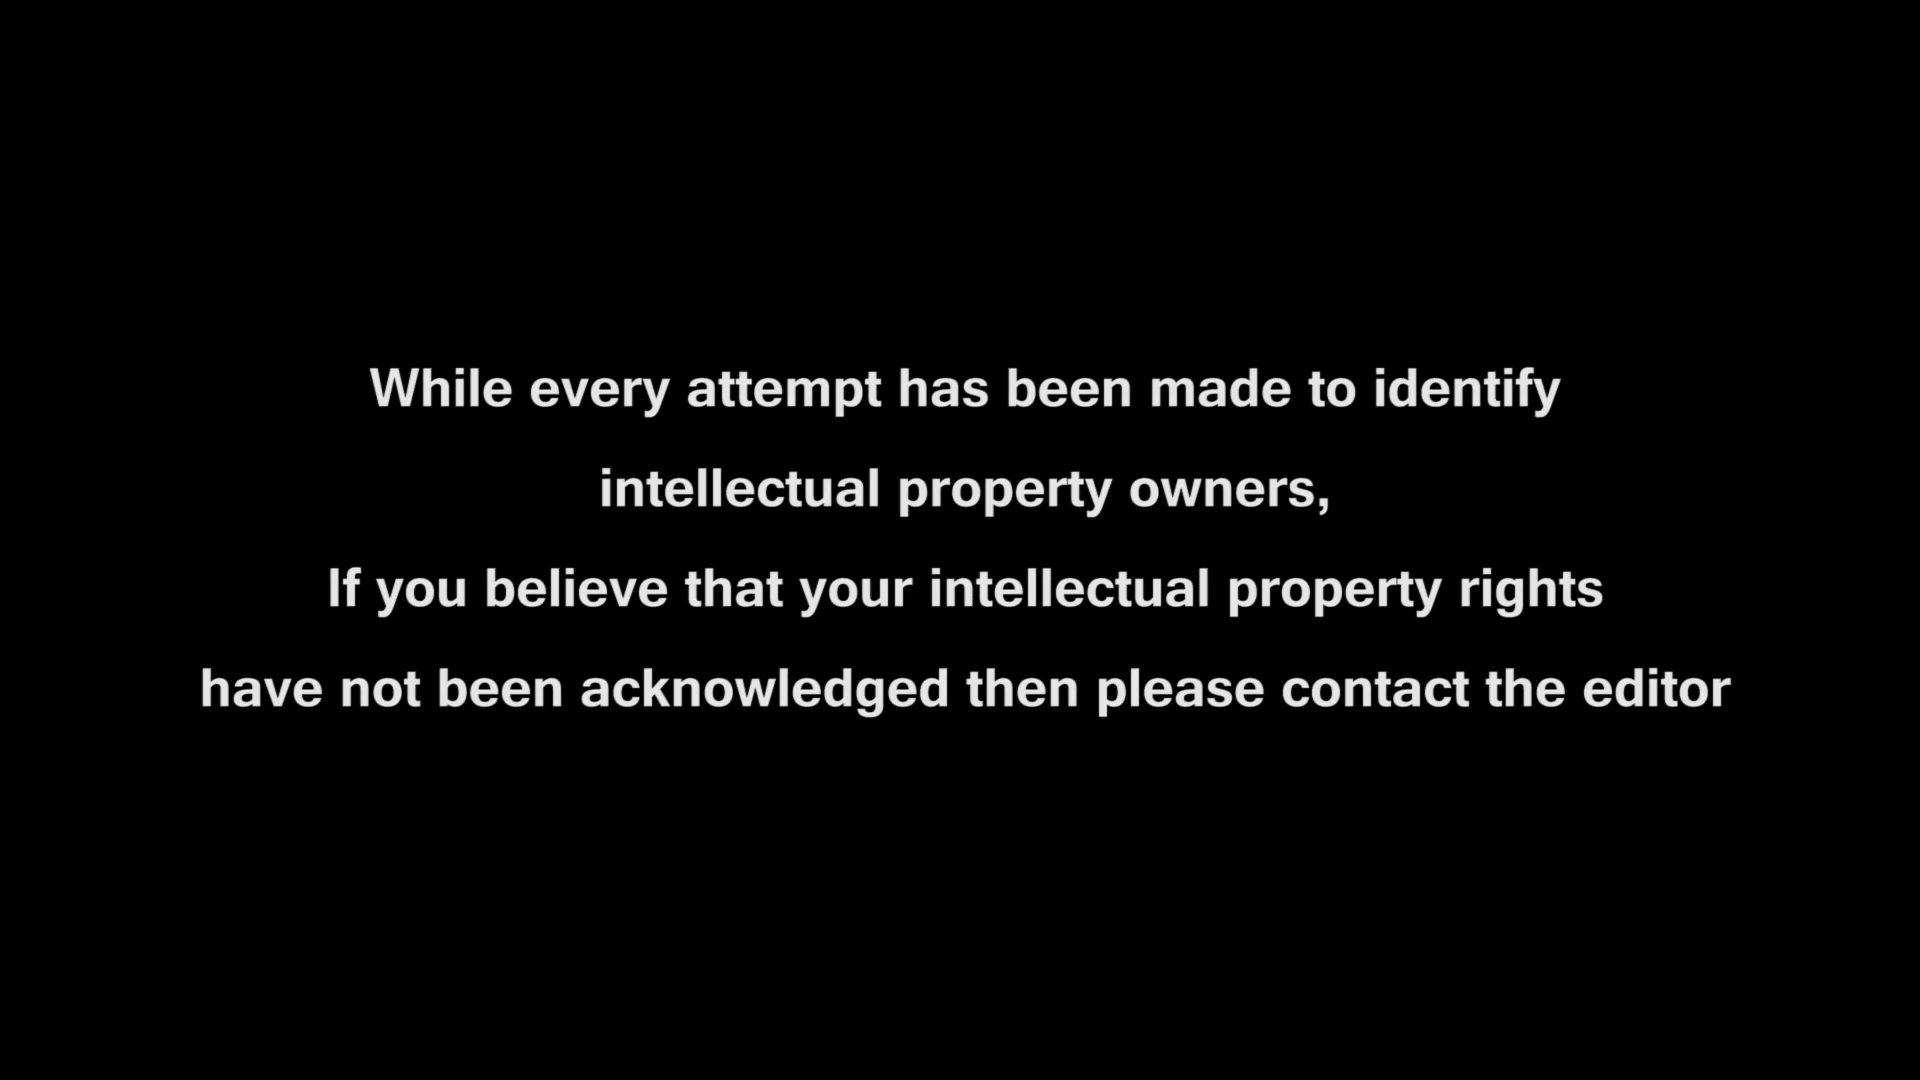 While every attempt has been made to identify
intellectual property owners,
If you believe that your intellectual property rights
have not been acknowledged then please contact the editor